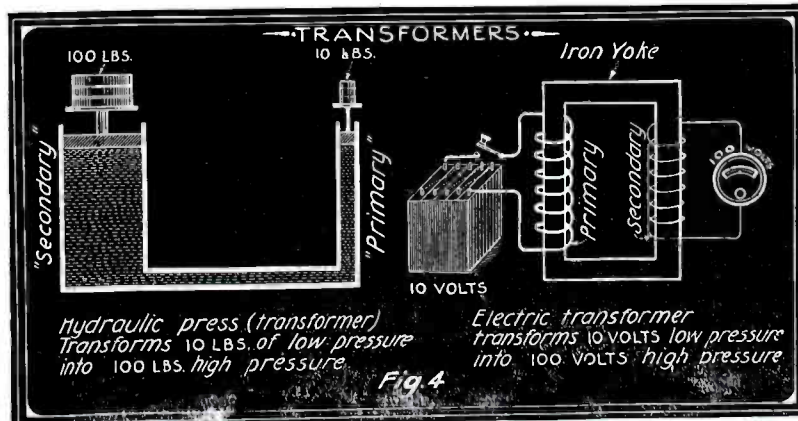 TRANSFORMERS
100 LBS.
10 LBS.
Iron Yoke
"Secondary"
"Primary"
Primary
Secondary
100 VOLTS
10 VOLTS
Hydraulic press (transformer)
Transforms 10 LBS. of low pressure
into 100 LBS. high pressure
Electric transformer
transforms 10 VOLTS low pressure
into 100 VOLTS high pressure
Fig. 4